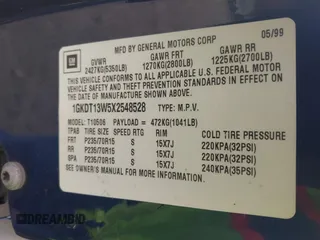 MFD BY GENERAL MOTORS CORP 05/99
GM
GVWR GAWR FRT GAWR RR
2427KG(5350LB) 1270KG(2800LB) 1225KG(2700LB)
THIS VEHICLE CONFORMS TO ALL APPLICABLE U.S. FEDERAL MOTOR
VEHICLE SAFETY STANDARDS IN EFFECT ON THE DATE OF
MANUFACTURE SHOWN ABOVE.
1GKDT13W5X2548528 TYPE: M.P.V.
MODEL: T10506 PAYLOAD = 472KG(1041LB)
TPAB TIRE SIZE SPEED RTG RIM COLD TIRE PRESSURE
FRT P235/70R15 S 15X7J 220KPA(32PSI)
RR P235/70R15 S 15X7J 220KPA(32PSI)
SPA P235/70R15 S 15X7J 240KPA(35PSI)
SEE OWNER'S MANUAL FOR MORE INFORMATION.
DREAMBID